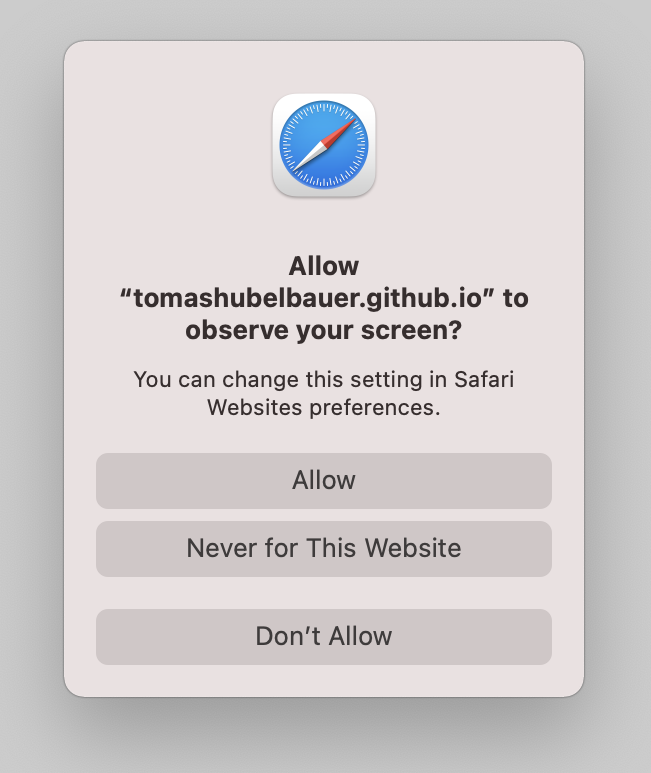 Allow
“tomashubelbauer.github.io” to
observe your screen?
You can change this setting in Safari
Websites preferences.
Allow
Never for This Website
Don’t Allow